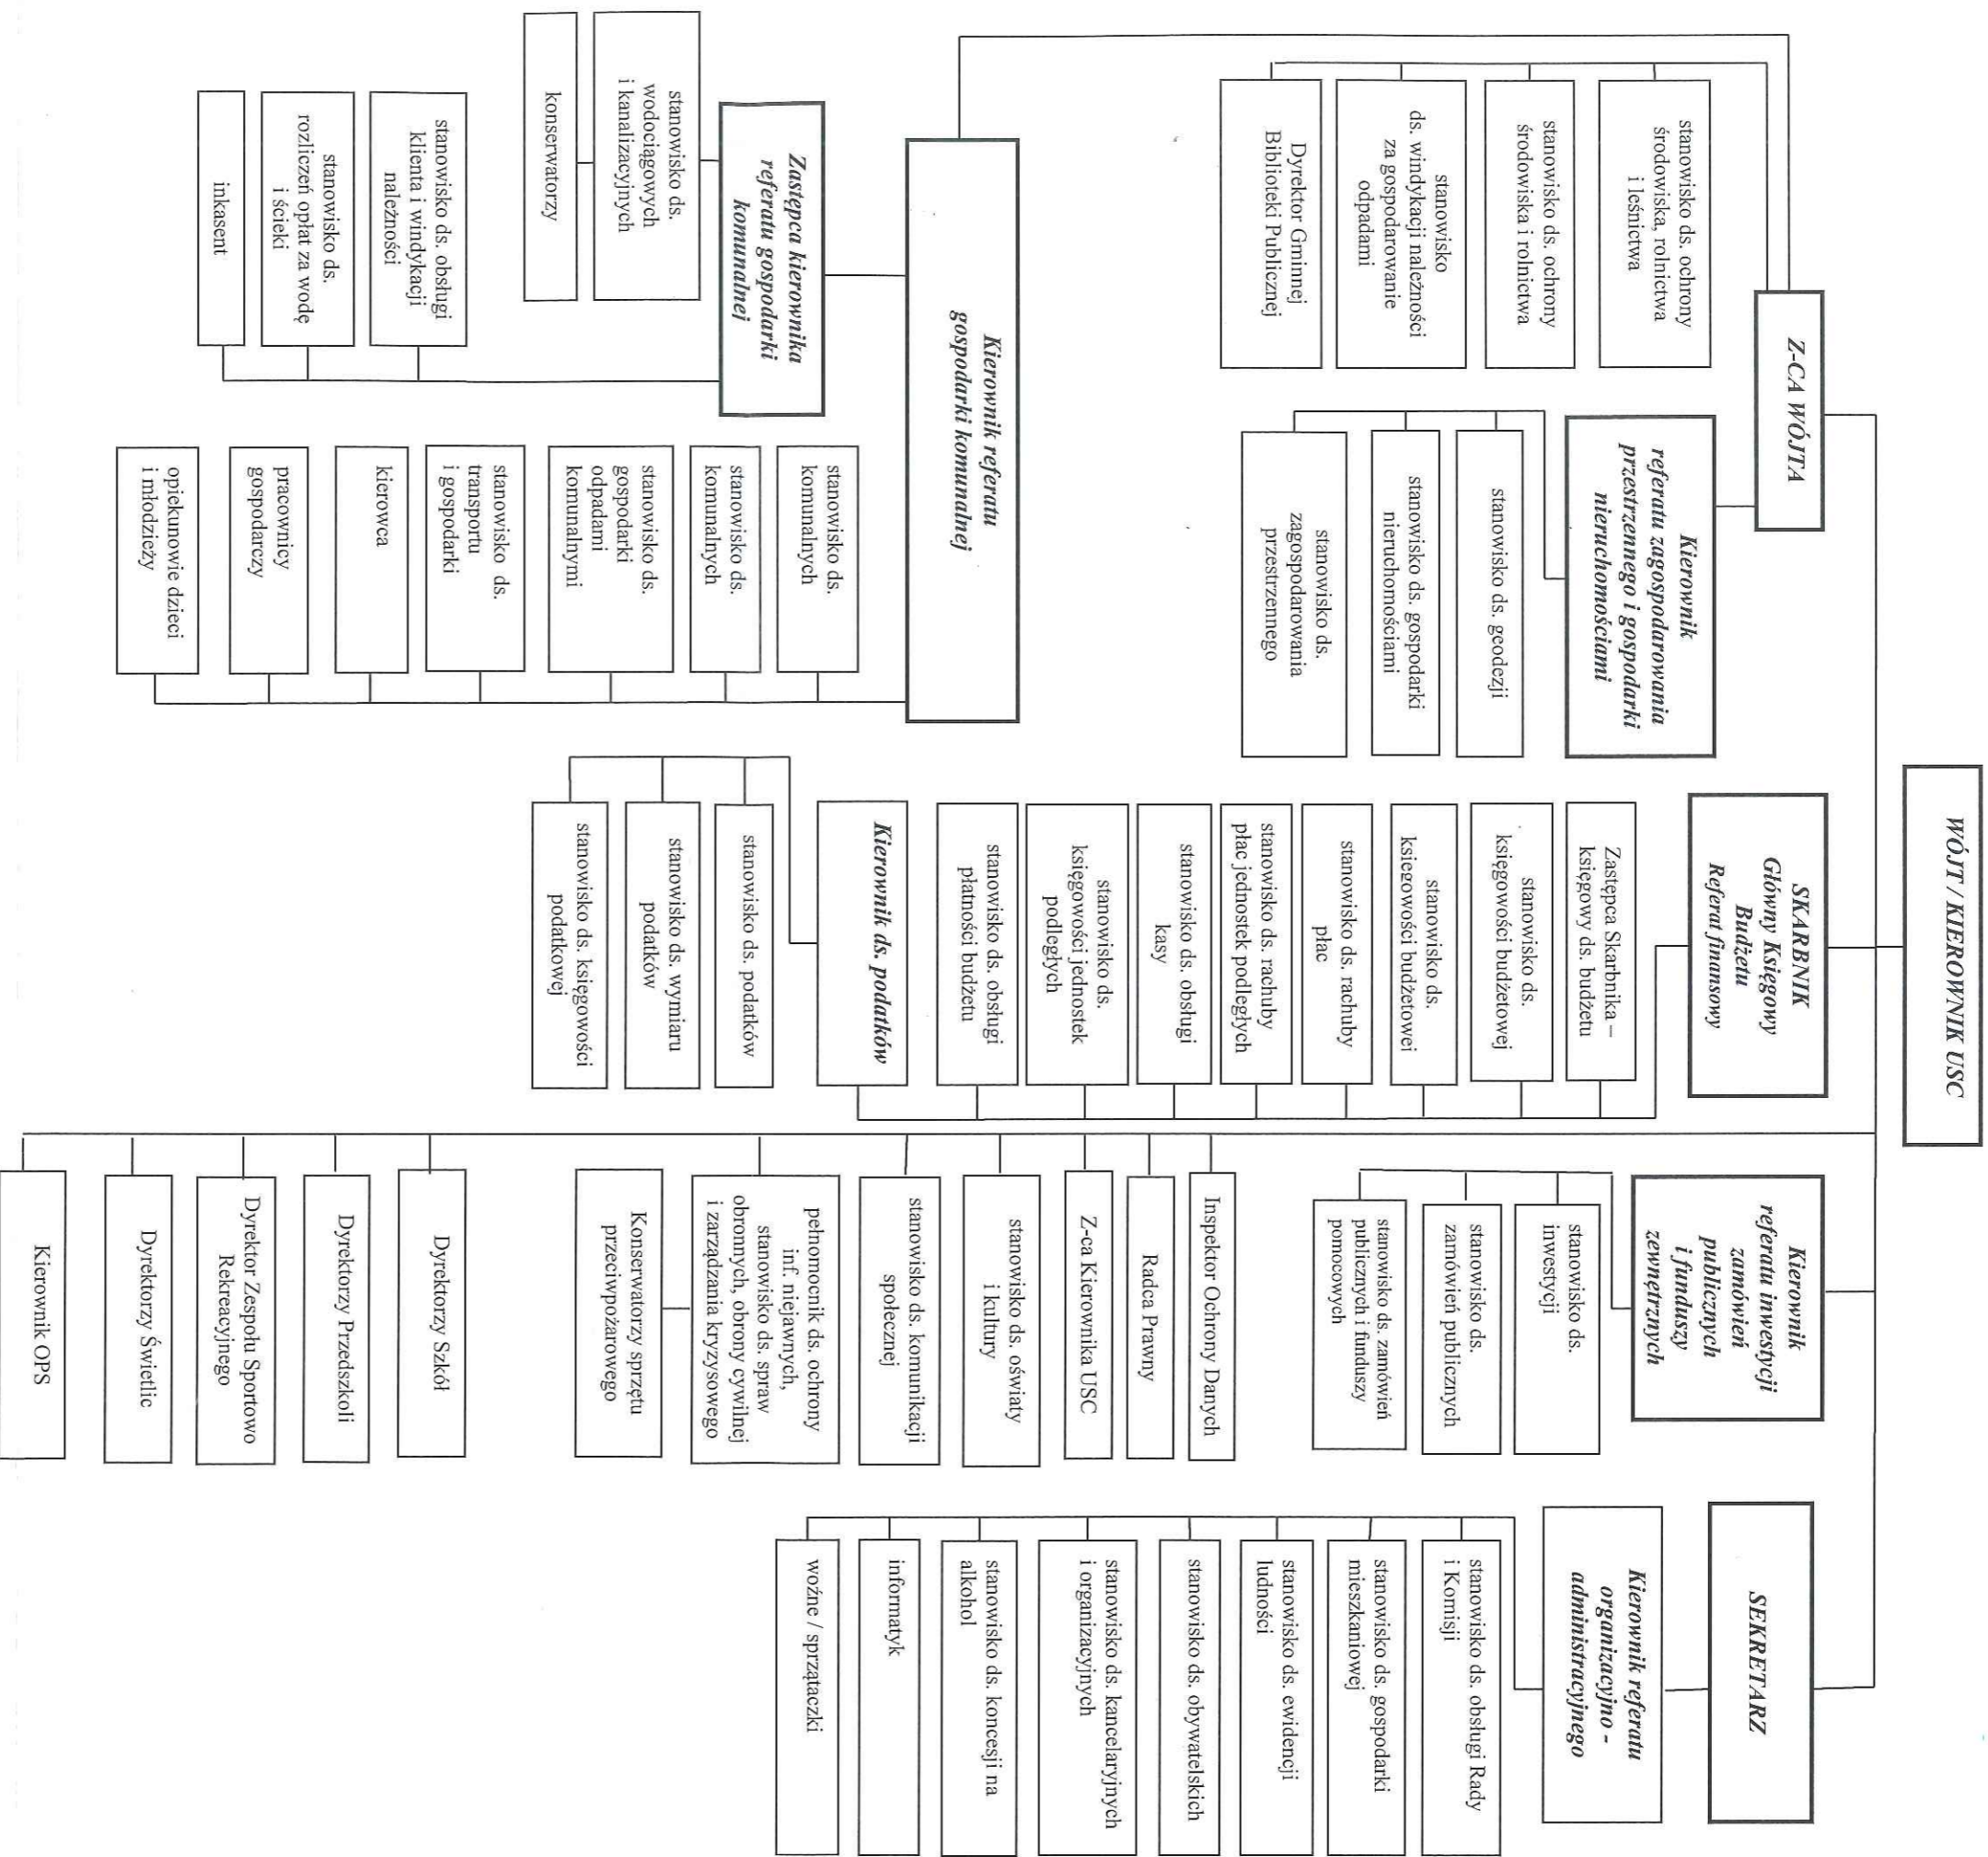 WÓJT / KIEROWNIK USC
Z-CA WÓJTA
stanowisko ds. ochrony
środowiska, rolnictwa
i leśnictwa
stanowisko ds. ochrony
środowiska i rolnictwa
stanowisko
ds. windykacji należności
za gospodarowanie
odpadami
Dyrektor Gminnej
Biblioteki Publicznej
Kierownik
referatu zagospodarowania
przestrzennego i gospodarki
nieruchomościami
stanowisko ds. geodezji
stanowisko ds. gospodarki
nieruchomościami
stanowisko ds.
zagospodarowania
przestrzennego
Kierownik referatu
gospodarki komunalnej
Zastępca kierownika
referatu gospodarki
komunalnej
stanowisko ds.
wodociągowych
i kanalizacyjnych
konserwatorzy
stanowisko ds. obsługi
klienta i windykacji
należności
stanowisko ds.
rozliczeń opłat za wodę
i ścieki
inkasent
stanowisko ds.
komunalnych
stanowisko ds.
komunalnych
stanowisko ds.
gospodarki
odpadami
komunalnymi
stanowisko ds.
transportu
i gospodarki
kierowca
pracownicy
gospodarczy
opiekunowie dzieci
i młodzieży
SKARBNIK
Główny Księgowy
Budżetu
Referat finansowy
Zastępca Skarbnika –
księgowy ds. budżetu
stanowisko ds.
księgowości budżetowej
stanowisko ds.
ksiegowości budżetowei
stanowisko ds. rachuby
płac
stanowisko ds. rachuby
płac jednostek podległych
stanowisko ds. obsługi
kasy
stanowisko ds.
księgowości jednostek
podległych
stanowisko ds. obsługi
płatności budżetu
Kierownik ds. podatków
stanowisko ds. podatków
stanowisko ds. wymiaru
podatków
stanowisko ds. księgowości
podatkowej
Kierownik
referatu inwestycji
zamówień
publicznych
i funduszy
zewnętrznych
stanowisko ds.
inwestycji
stanowisko ds.
zamówień publicznych
stanowisko ds. zamówień
publicznych i funduszy
pomocowych
Inspektor Ochrony Danych
Radca Prawny
Z-ca Kierownika USC
stanowisko ds. oświaty
i kultury
stanowisko ds. komunikacji
społecznej
pełnomocnik ds. ochrony
inf. niejawnych,
stanowisko ds. spraw
obronnych, obrony cywilnej
i zarządzania kryzysowego
Konserwatorzy sprzętu
przeciwpożarowego
Dyrektorzy Szkół
Dyrektorzy Przedszkoli
Dyrektor Zespołu Sportowo
Rekreacyjnego
Dyrektorzy Świetlic
Kierownik OPS
SEKRETARZ
Kierownik referatu
organizacyjno -
administracyjnego
stanowisko ds. obsługi Rady
i Komisji
stanowisko ds. gospodarki
mieszkaniowej
stanowisko ds. ewidencji
ludności
stanowisko ds. obywatelskich
stanowisko ds. kancelaryjnych
i organizacyjnych
stanowisko ds. koncesji na
alkohol
informatyk
woźne / sprzątaczki